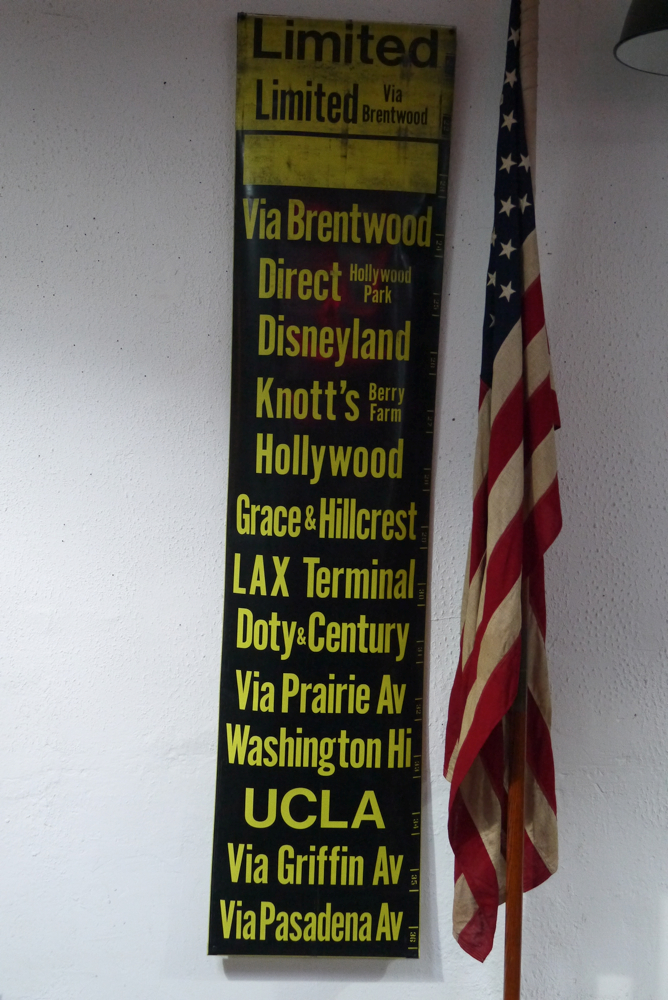 Limited
Limited Via Brentwood
Via Brentwood
Direct Hollywood Park
Disneyland
Knott's Berry Farm
Hollywood
Grace & Hillcrest
LAX Terminal
Doty & Century
Via Prairie Av
Washington Hi
UCLA
Via Griffin Av
Via Pasadena Av